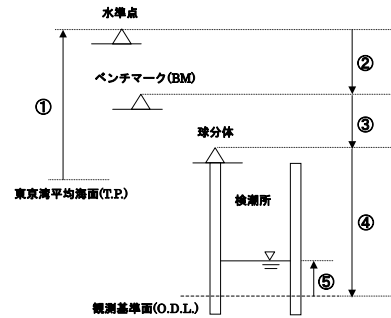 水準点
②
ベンチマーク(BM)
①
③
球分体
東京湾平均海面(T.P.)
検潮所
④
⑤
観測基準面(O.D.L.)